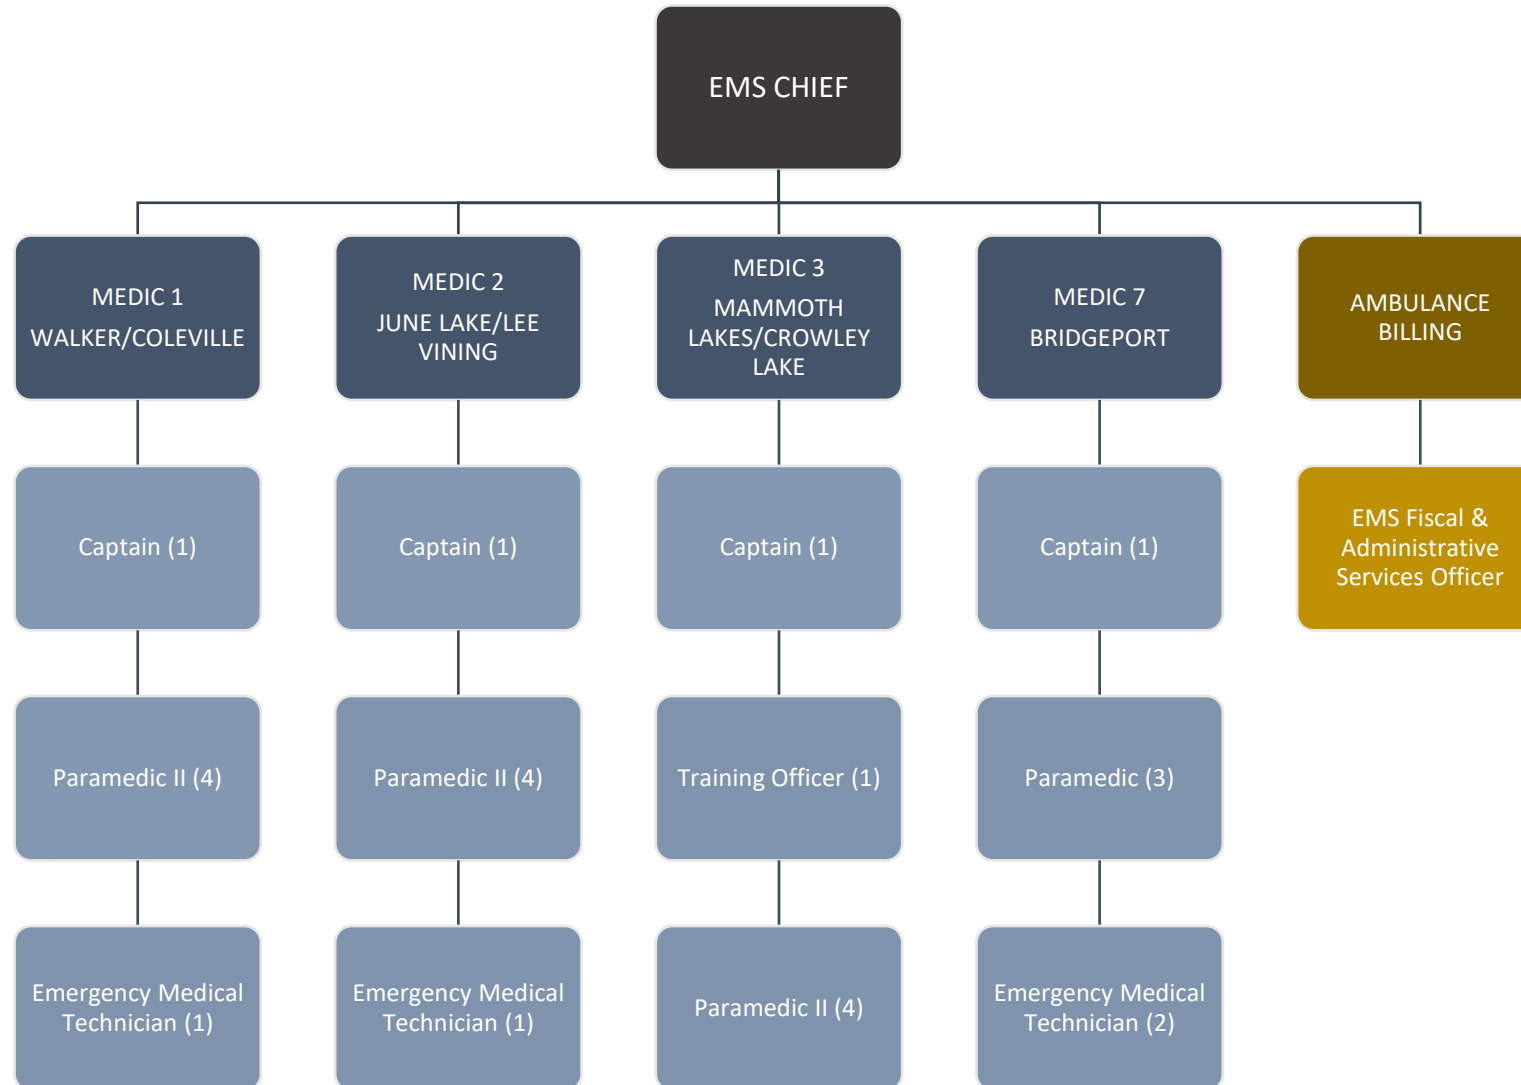 EMS CHIEF
MEDIC 1
WALKER/COLEVILLE
MEDIC 2
JUNE LAKE/LEE
VINING
MEDIC 3
MAMMOTH
LAKES/CROWLEY
LAKE
MEDIC 7
BRIDGEPORT
AMBULANCE
BILLING
Captain (1)
Captain (1)
Captain (1)
Captain (1)
EMS Fiscal &
Administrative
Services Officer
Paramedic II (4)
Paramedic II (4)
Training Officer (1)
Paramedic (3)
Emergency Medical
Technician (1)
Emergency Medical
Technician (1)
Paramedic II (4)
Emergency Medical
Technician (2)